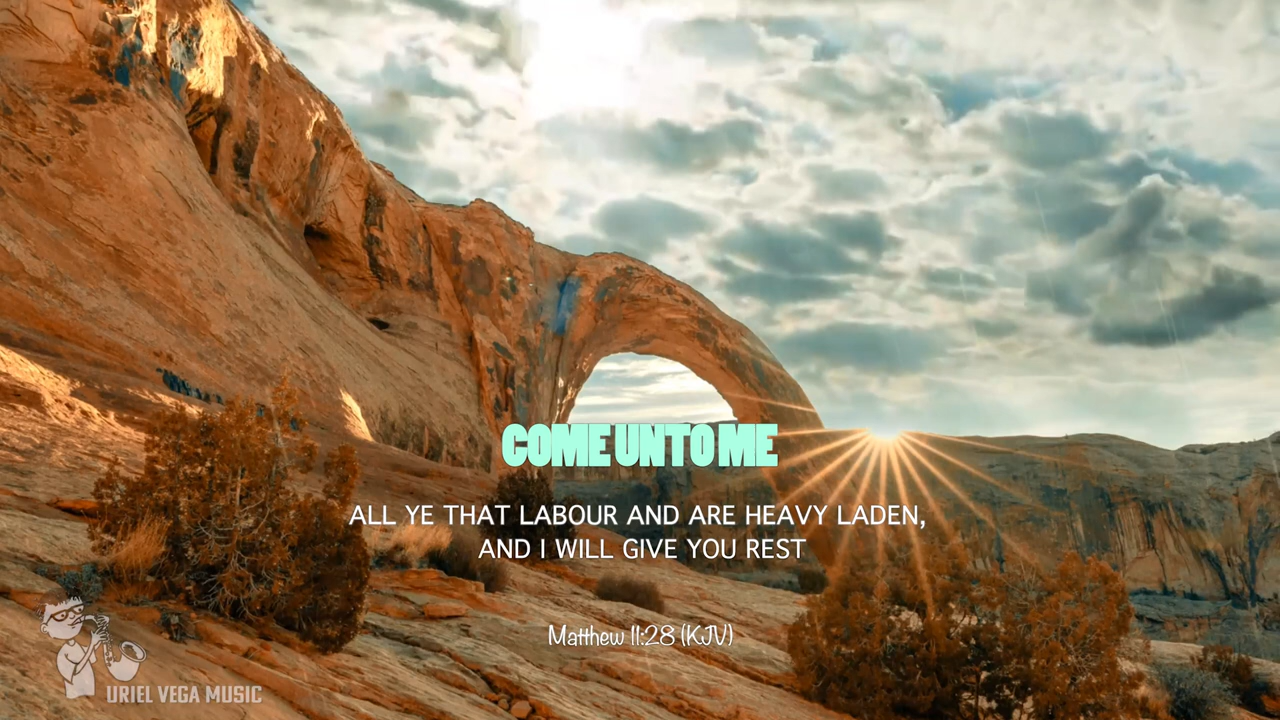 COME UNTO ME
ALL YE THAT LABOUR AND ARE HEAVY LADEN,
AND I WILL GIVE YOU REST
Matthew 11:28 (KJV)
URIEL VEGA MUSIC